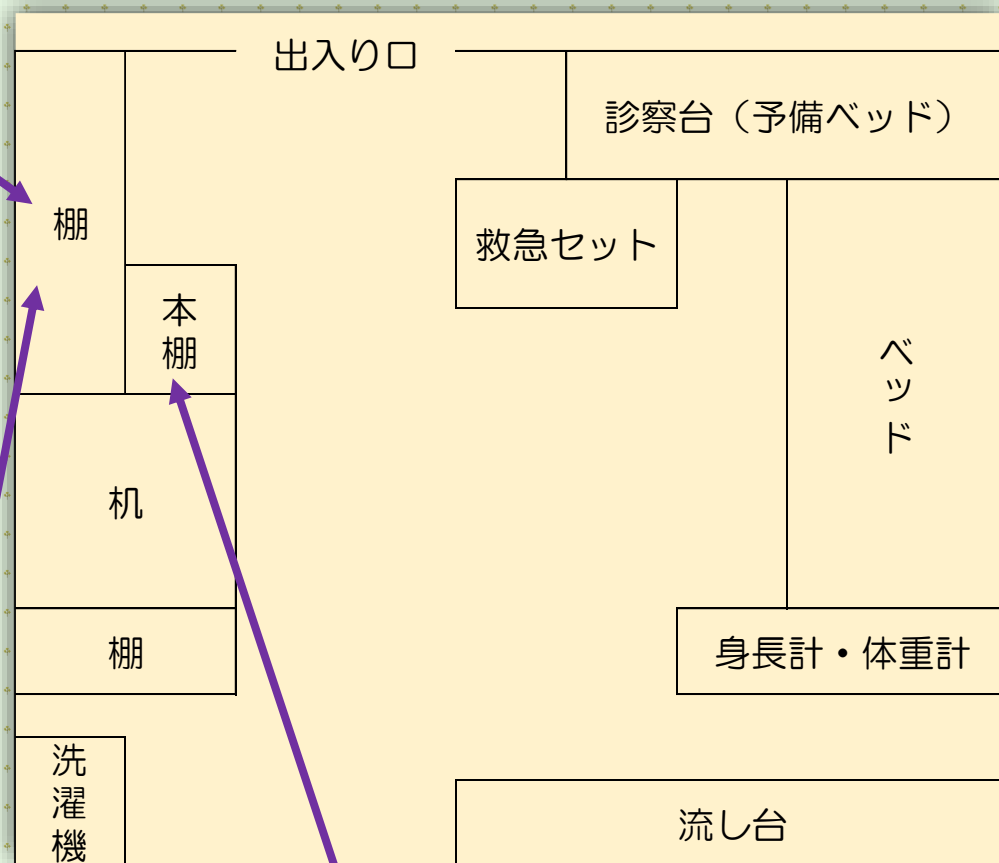 出入り口
診察台（予備ベッド）
棚
救急セット
本棚
ベッド
机
棚
身長計・体重計
洗濯機
流し台